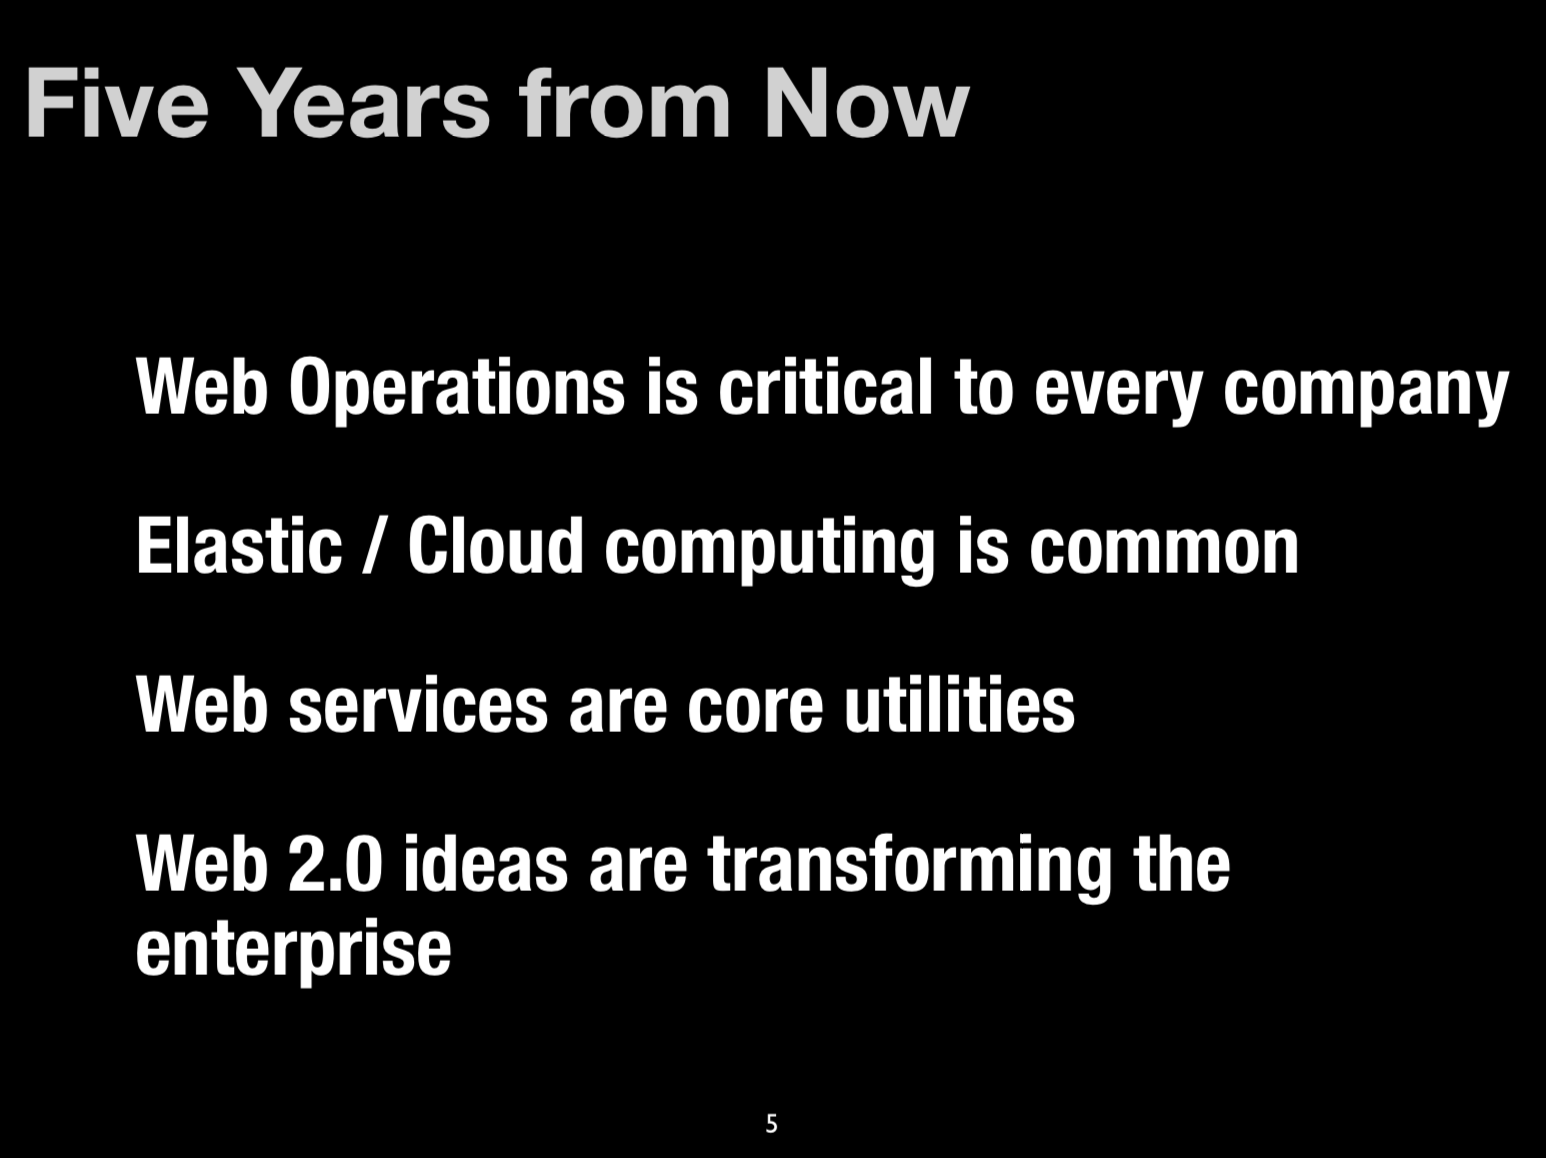 Five Years from Now
Web Operations is critical to every company
Elastic / Cloud computing is common
Web services are core utilities
Web 2.0 ideas are transforming the
enterprise
5